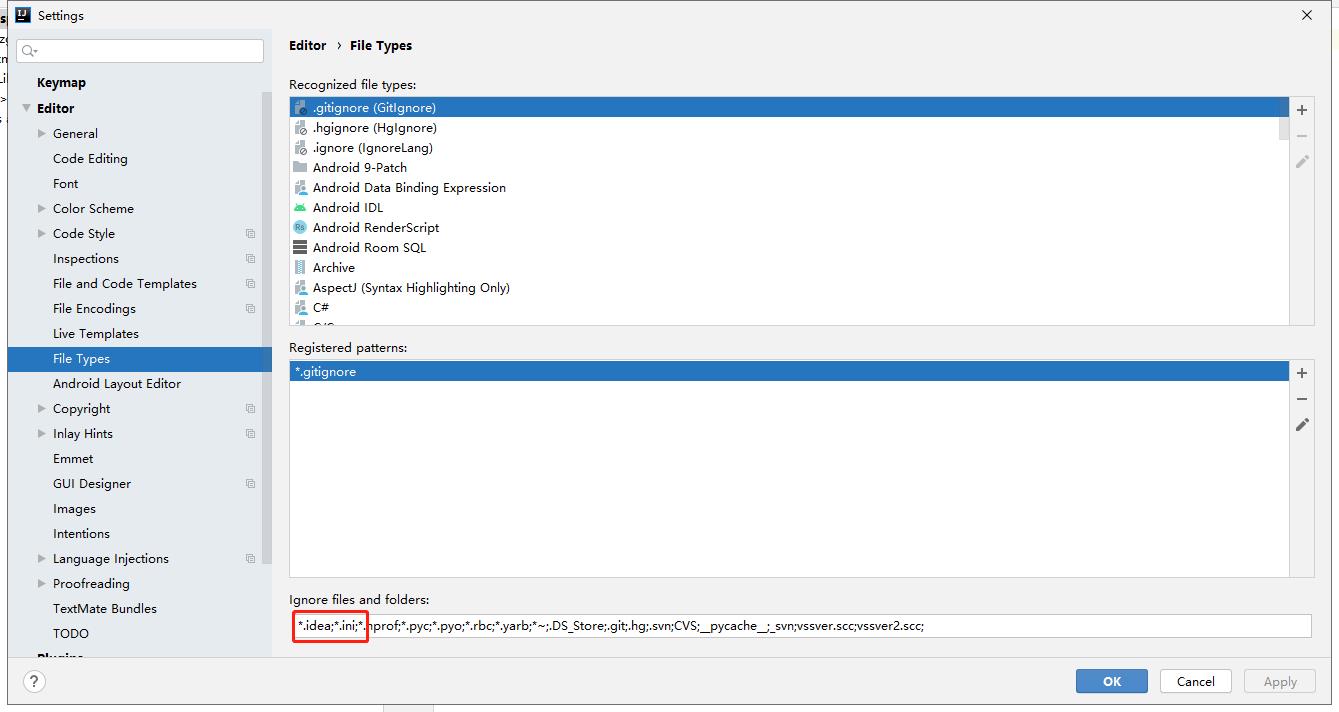 Settings
Keymap
Editor
General
Code Editing
Font
Color Scheme
Code Style
Inspections
File and Code Templates
File Encodings
Live Templates
File Types
Android Layout Editor
Copyright
Inlay Hints
Emmet
GUI Designer
Images
Intentions
Language Injections
Proofreading
TextMate Bundles
TODO
Plugins
Editor › File Types
Recognized file types:
.gitignore (GitIgnore)
.hgignore (HgIgnore)
.ignore (IgnoreLang)
Android 9-Patch
Android Data Binding Expression
Android IDL
Rs Android RenderScript
Android Room SQL
Archive
AspectJ (Syntax Highlighting Only)
C#
C/C
Registered patterns:
*.gitignore
Ignore files and folders:
*.idea;*.ini;*.hprof;*.pyc;*.pyo;*.rbc;*.yarb;*~;.DS_Store;.git;.hg;.svn;CVS;__pycache__;_svn;vssver.scc;vssver2.scc;
?
OK
Cancel
Apply